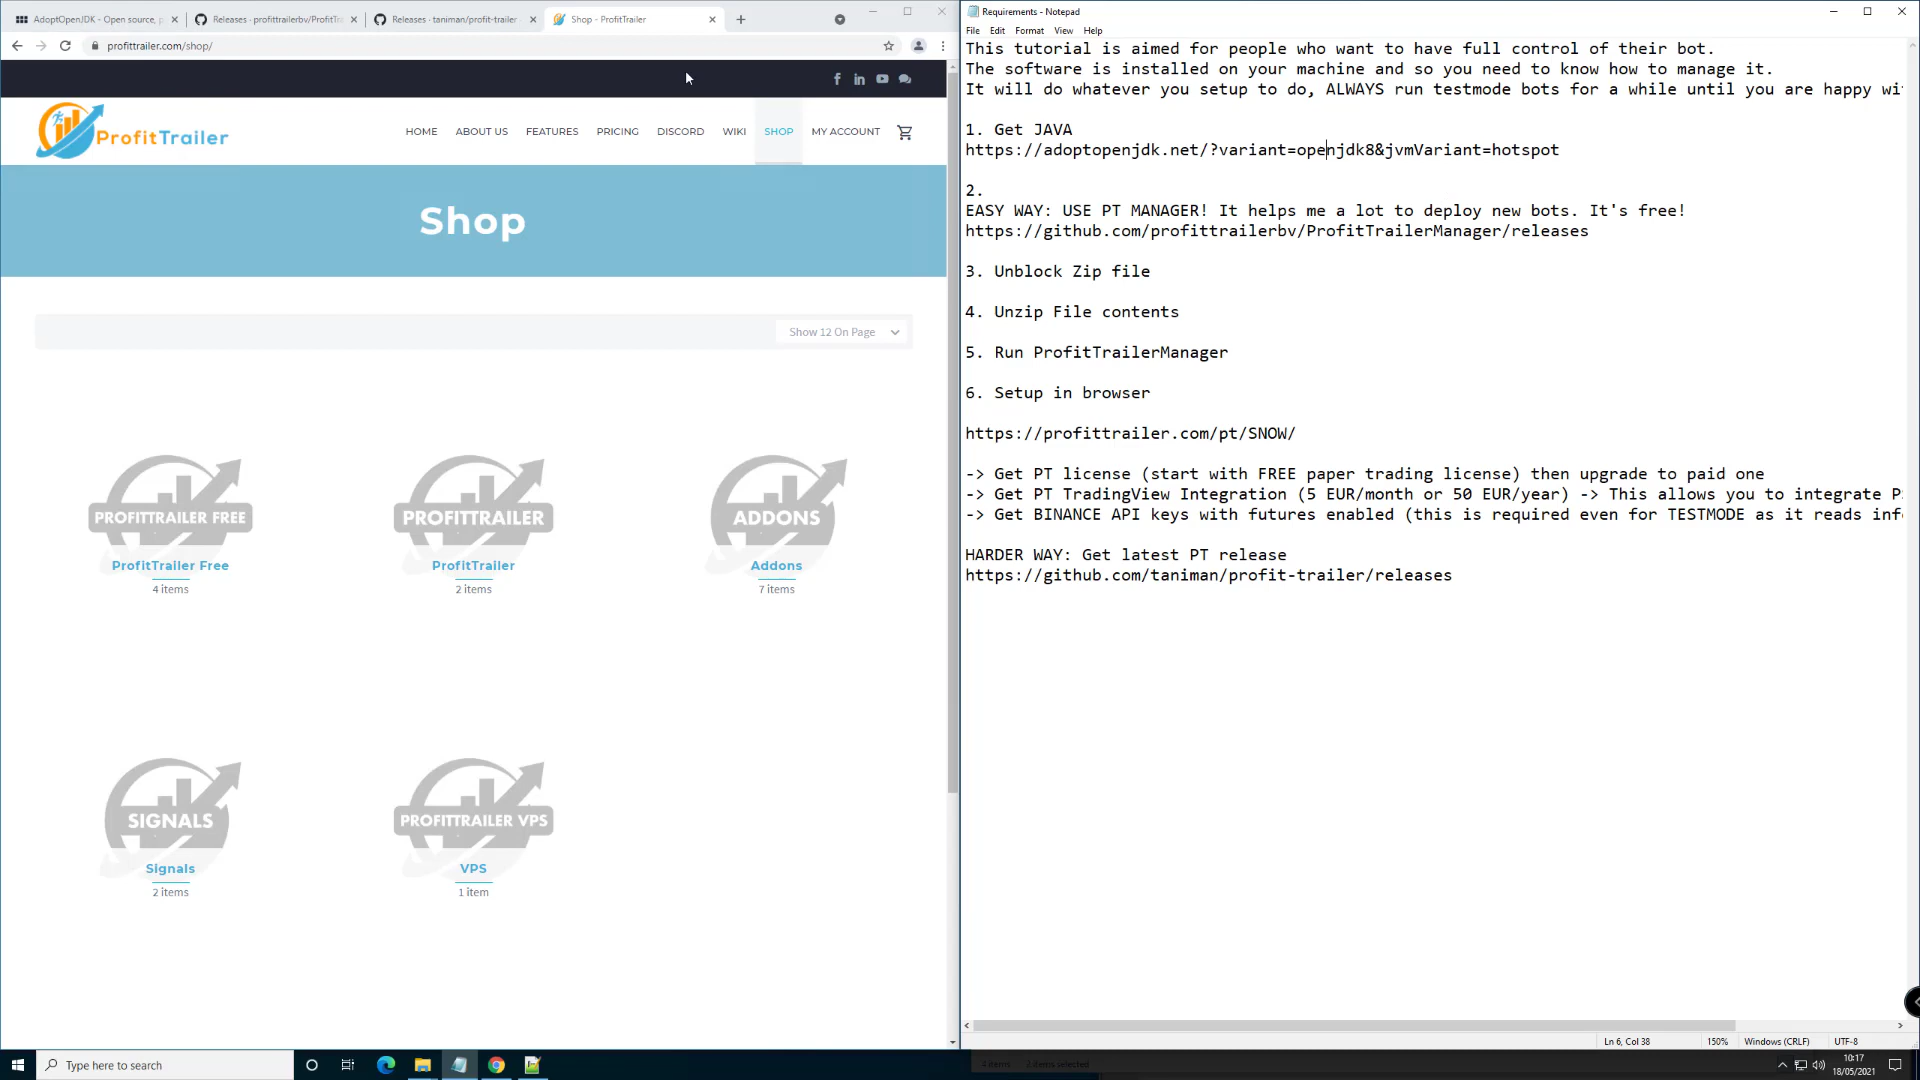 AdoptOpenJDK - Open source, p
Releases · profittrailerbv/ProfitTr
Releases · taniman/profit-trailer
Shop - ProfitTrailer
profittrailer.com/shop/
ProfitTrailer
HOME
ABOUT US
FEATURES
PRICING
DISCORD
WIKI
SHOP
MY ACCOUNT
Shop
Show 12 On Page
PROFITTRAILER FREE
ProfitTrailer Free
4 items
PROFITTRAILER
ProfitTrailer
2 items
ADDONS
Addons
7 items
SIGNALS
Signals
2 items
PROFITTRAILER VPS
VPS
1 item
Requirements - Notepad
File Edit Format View Help
This tutorial is aimed for people who want to have full control of their bot.
The software is installed on your machine and so you need to know how to manage it.
It will do whatever you setup to do, ALWAYS run testmode bots for a while until you are happy wi
1. Get JAVA
https://adoptopenjdk.net/?variant=openjdk8&jvmVariant=hotspot
2.
EASY WAY: USE PT MANAGER! It helps me a lot to deploy new bots. It's free!
https://github.com/profittrailerbv/ProfitTrailerManager/releases
3. Unblock Zip file
4. Unzip File contents
5. Run ProfitTrailerManager
6. Setup in browser
https://profittrailer.com/pt/SNOW/
-> Get PT license (start with FREE paper trading license) then upgrade to paid one
-> Get PT TradingView Integration (5 EUR/month or 50 EUR/year) -> This allows you to integrate P
-> Get BINANCE API keys with futures enabled (this is required even for TESTMODE as it reads inf
HARDER WAY: Get latest PT release
https://github.com/taniman/profit-trailer/releases
Ln 6, Col 38
150%
Windows (CRLF)
UTF-8
Type here to search
4 items
2 items selected
10:17
18/05/2021